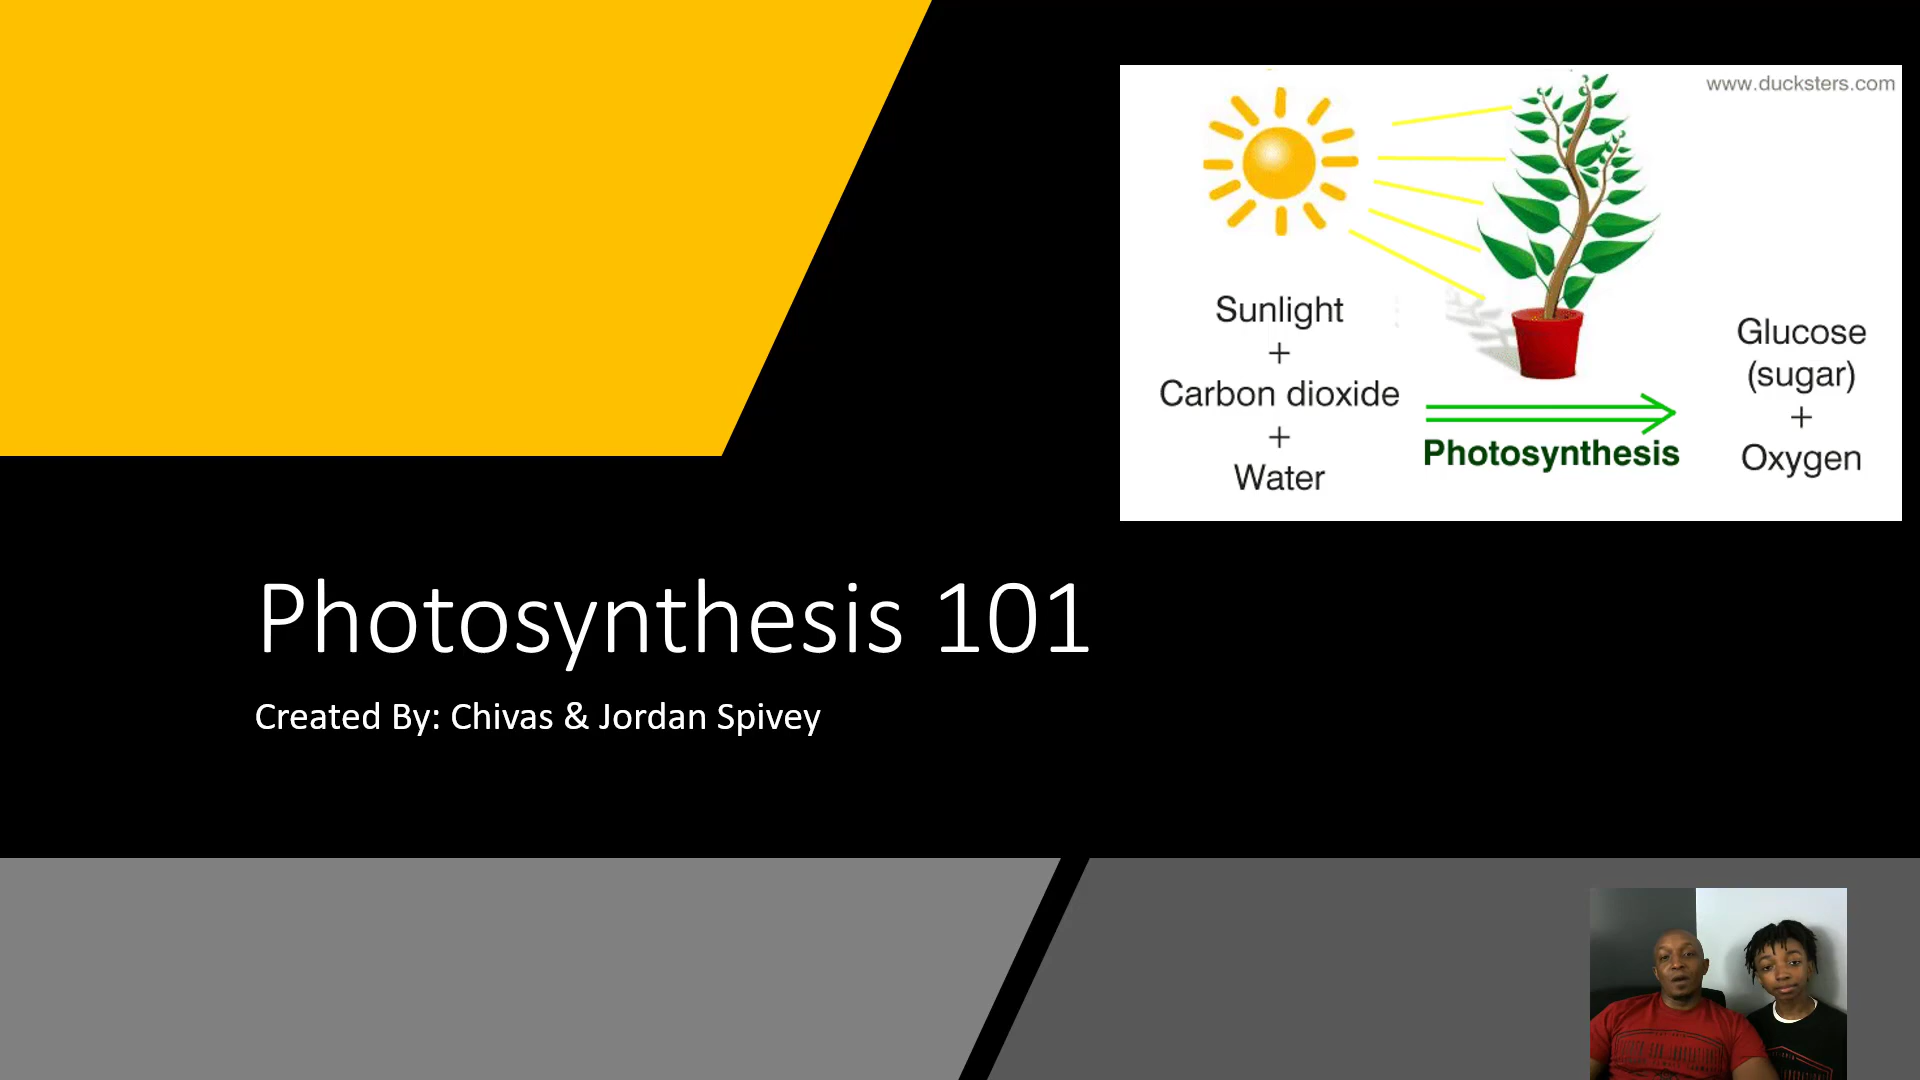 www.ducksters.com
Sunlight
+
Carbon dioxide
+
Water
Photosynthesis
Glucose
(sugar)
+
Oxygen
Photosynthesis 101
Created By: Chivas & Jordan Spivey